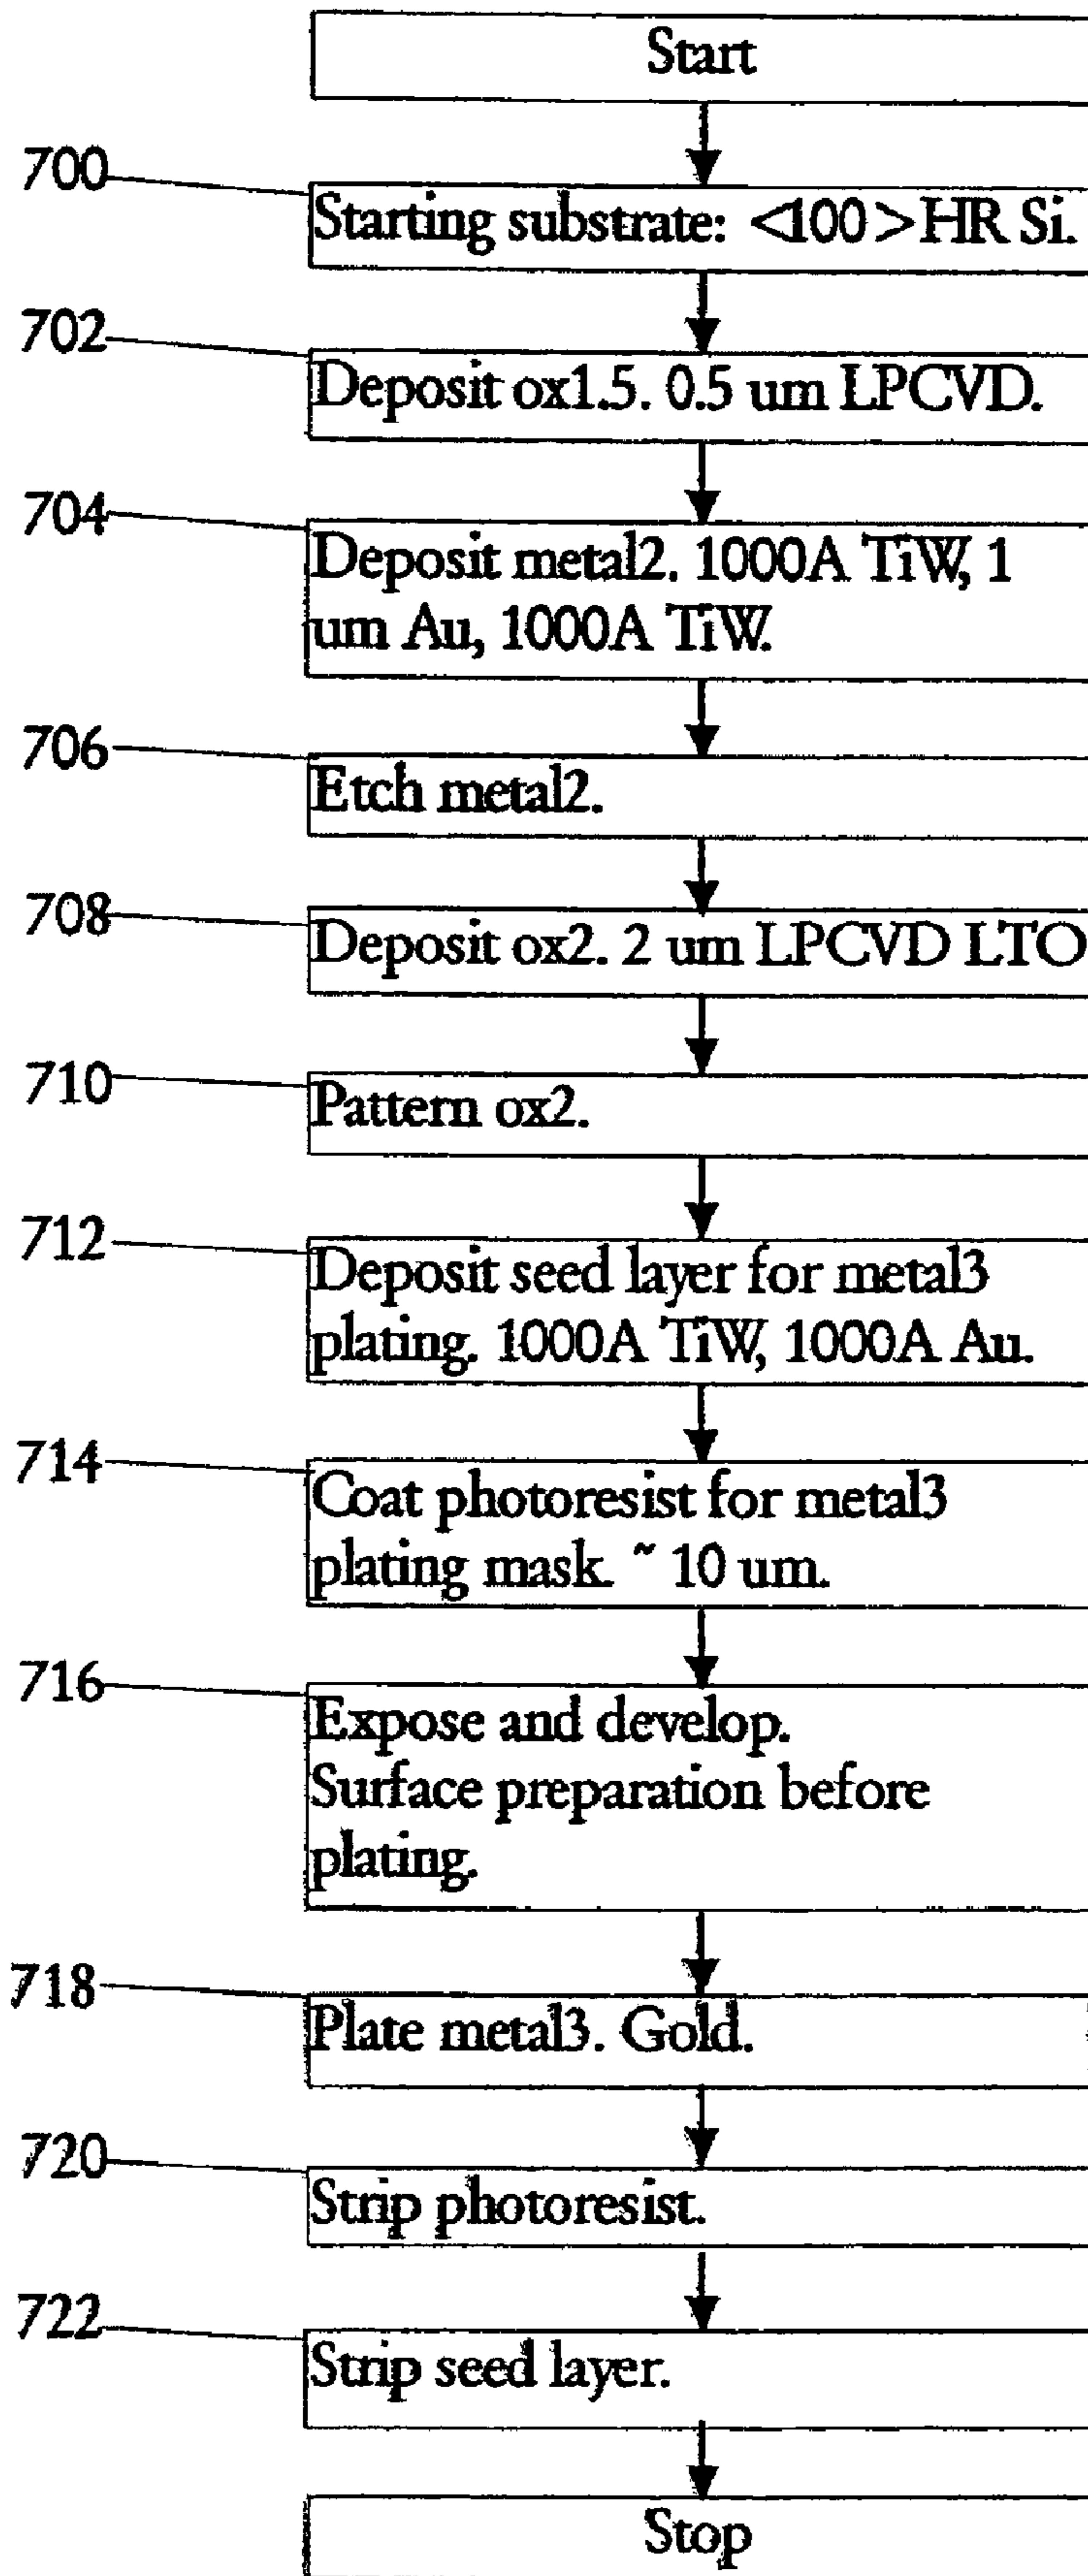 Start
700
Starting substrate: <100> HR Si.
702
Deposit ox1.5. 0.5 um LPCVD.
704
Deposit metal2. 1000A TiW, 1
um Au, 1000A TiW.
706
Etch metal2.
708
Deposit ox2. 2 um LPCVD LTO
710
Pattern ox2.
712
Deposit seed layer for metal3
plating. 1000A TiW, 1000A Au.
714
Coat photoresist for metal3
plating mask. ~ 10 um.
716
Expose and develop.
Surface preparation before
plating.
718
Plate metal3. Gold.
720
Strip photoresist.
722
Strip seed layer.
Stop